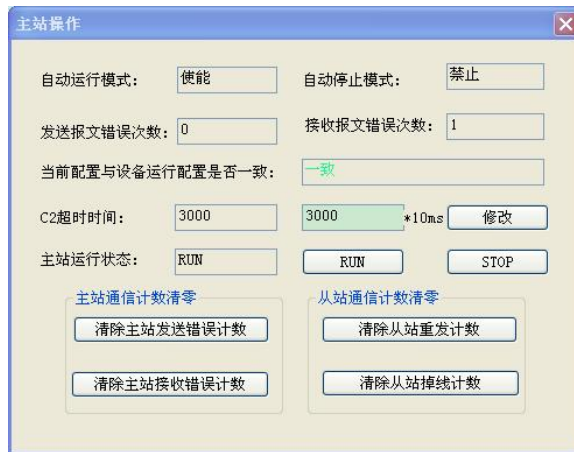 主站操作
自动运行模式: 使能 自动停止模式: 禁止
发送报文错误次数: 0 接收报文错误次数: 1
当前配置与设备运行配置是否一致: 一致
C2超时时间: 3000 3000 *10ms 修改
主站运行状态: RUN RUN STOP
主站通信计数清零 从站通信计数清零
清除主站发送错误计数 清除从站重发计数
清除主站接收错误计数 清除从站掉线计数